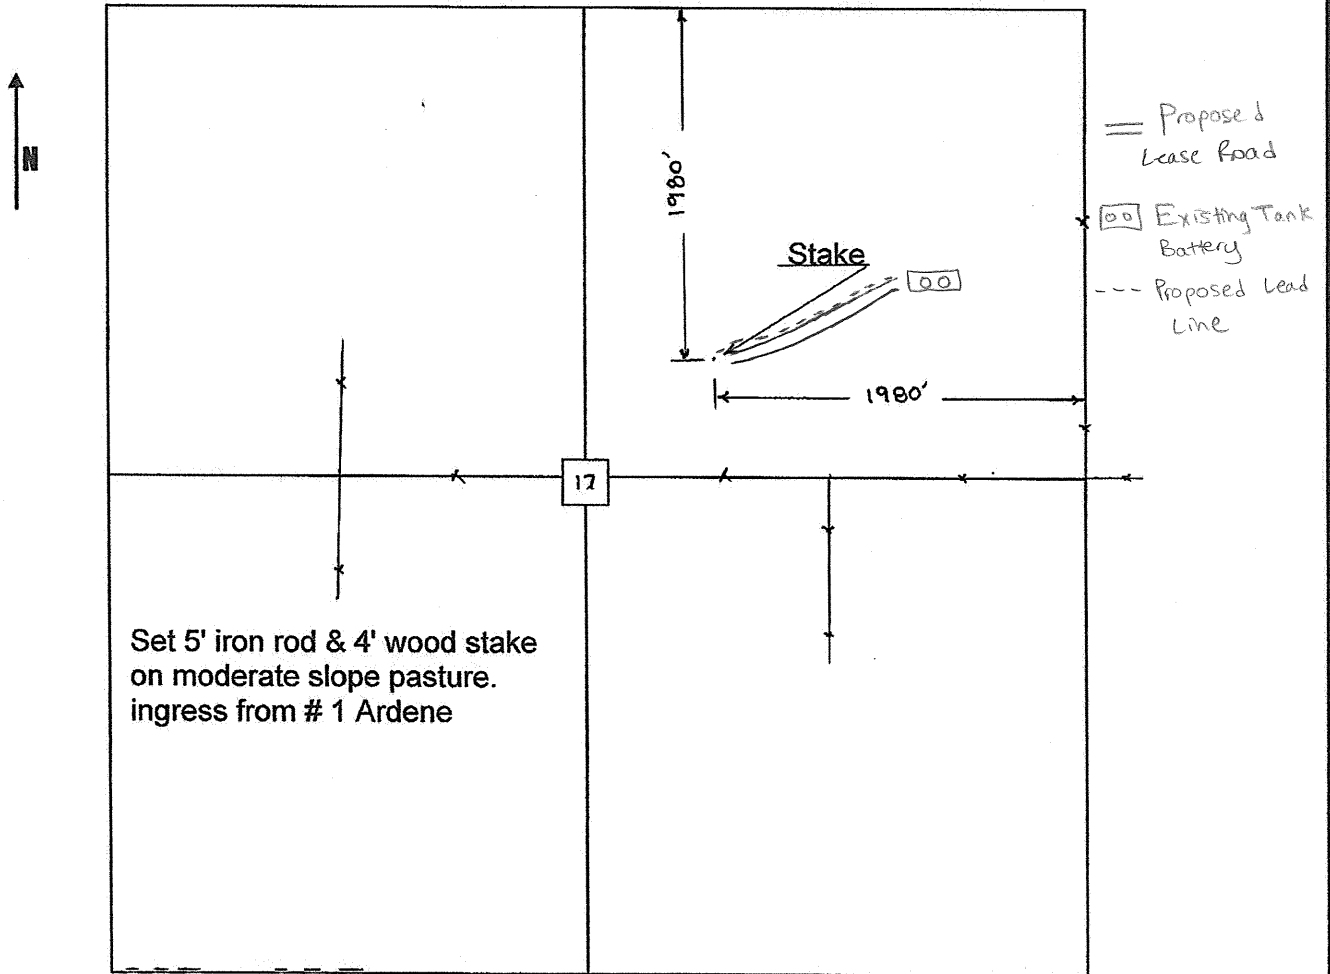 N
1980'
Proposed
Lease Road
Existing Tank
Battery
Proposed Lead
Line
Stake
1980'
17
Set 5' iron rod & 4' wood stake
on moderate slope pasture.
ingress from # 1 Ardene